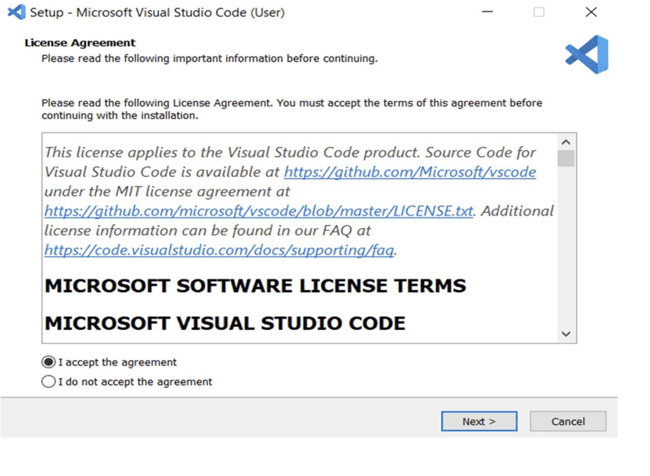 Setup - Microsoft Visual Studio Code (User)
License Agreement
Please read the following important information before continuing.
Please read the following License Agreement. You must accept the terms of this agreement before
continuing with the installation.
This license applies to the Visual Studio Code product. Source Code for
Visual Studio Code is available at https://github.com/Microsoft/vscode
under the MIT license agreement at
https://github.com/microsoft/vscode/blob/master/LICENSE.txt. Additional
license information can be found in our FAQ at
https://code.visualstudio.com/docs/supporting/faq.
MICROSOFT SOFTWARE LICENSE TERMS
MICROSOFT VISUAL STUDIO CODE
I accept the agreement
I do not accept the agreement
Next > Cancel